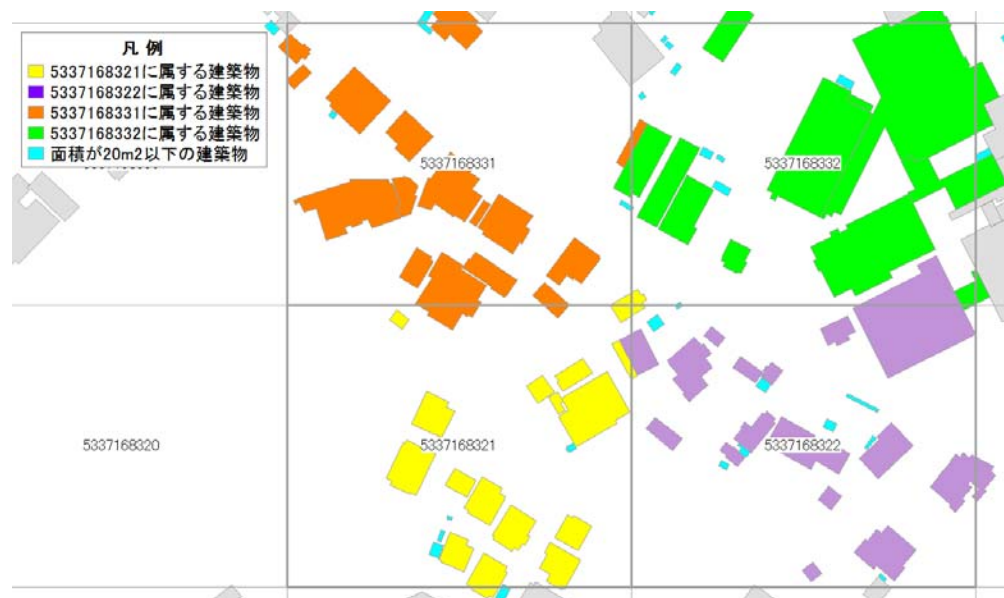 凡 例
5337168321に属する建築物
5337168322に属する建築物
5337168331に属する建築物
5337168332に属する建築物
面積が20m2以下の建築物
5337168331
5337168332
5337168320
5337168321
5337168322